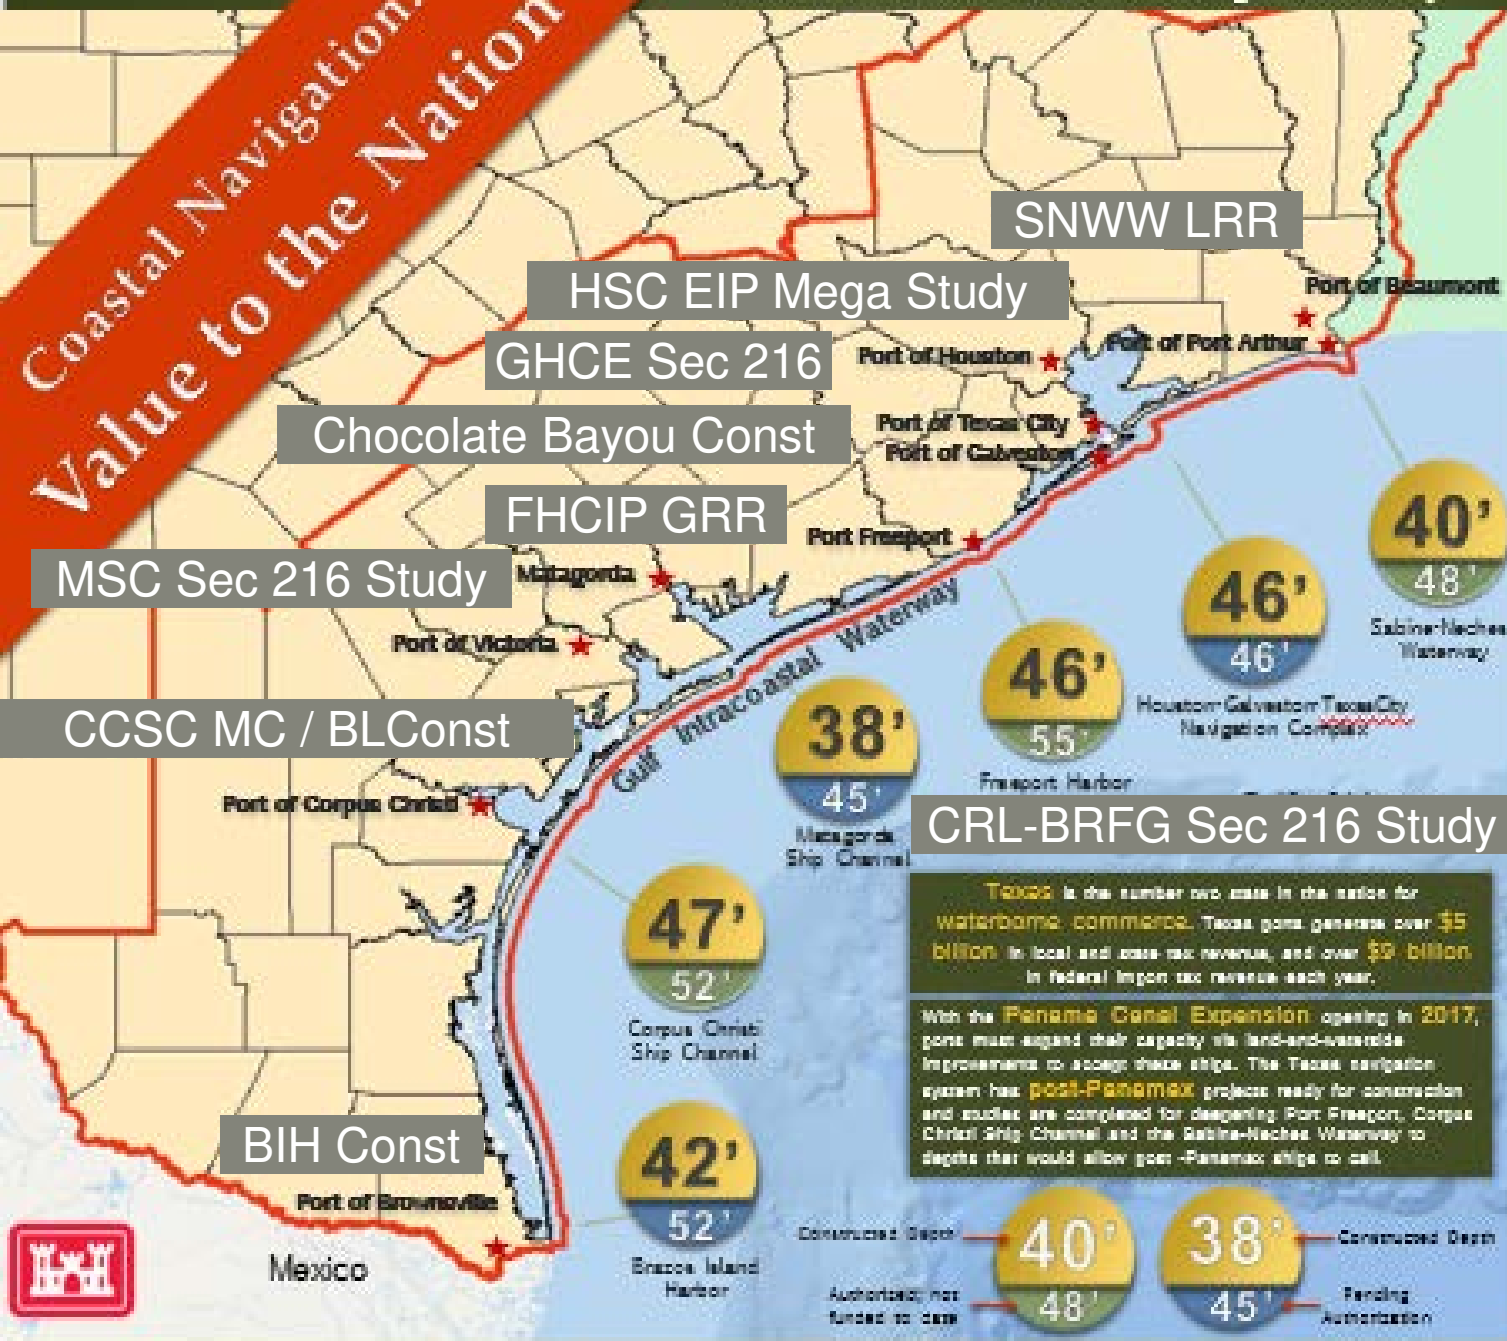 Coastal Navigation:
Value to the Nation
SNWW LRR
HSC EIP Mega Study
Port of Beaumont
GHCE Sec 216
Port of Houston
Port of Port Arthur
Chocolate Bayou Const
Port of Texas City
Port of Galveston
FHCIP GRR
Port Freeport
MSC Sec 216 Study
Matagorda
Port of Victoria
CCSC MC / BLConst
Port of Corpus Christi
Gulf Intracoastal Waterway
40'
48'
Sabine-Neches
Waterway
46'
46'
Houston-Galveston-TexasCity
Navigation Complex
46'
55'
Freeport Harbor
38'
45'
Matagorda
Ship Channel
CRL-BRFG Sec 216 Study
47'
52'
Corpus Christi
Ship Channel
Texas is the number two state in the nation for
waterborne commerce. Texas ports generate over $5
billion in local and state tax revenue, and over $9 billion
in federal import tax revenue each year.
With the Panama Canal Expansion opening in 2017,
ports must expand their capacity via land-and-waterside
improvements to accept these ships. The Texas navigation
system has post-Panamax projects ready for construction
and studies are completed for deepening Port Freeport, Corpus
Christi Ship Channel and the Sabine-Neches Waterway to
depths that would allow post -Panamax ships to call.
BIH Const
Port of Brownsville
Mexico
42'
52'
Brazos Island
Harbor
Constructed Depth
40'
48'
Authorized; not
funded to date
38'
45'
Constructed Depth
Pending
Authorization